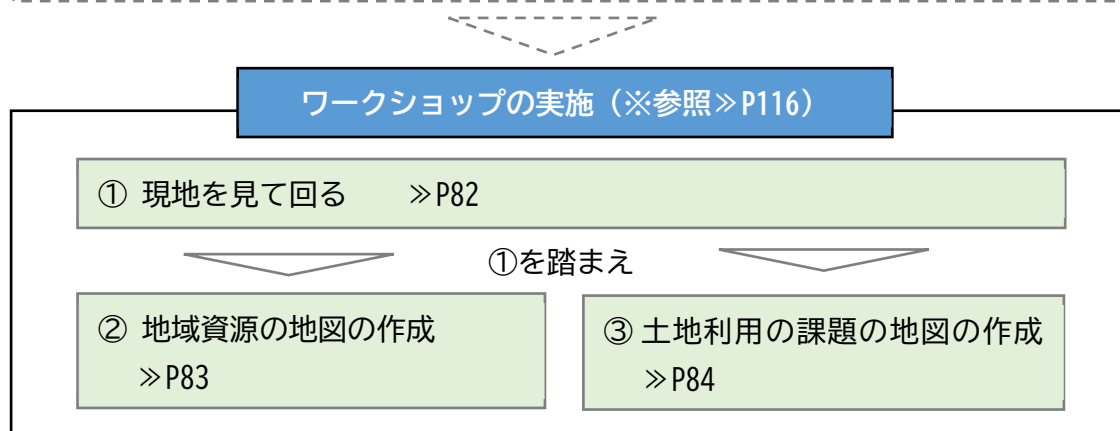 ワークショップの実施（※参照≫P116）
① 現地を見て回る　　≫P82
①を踏まえ
② 地域資源の地図の作成
≫P83
③ 土地利用の課題の地図の作成
≫P84